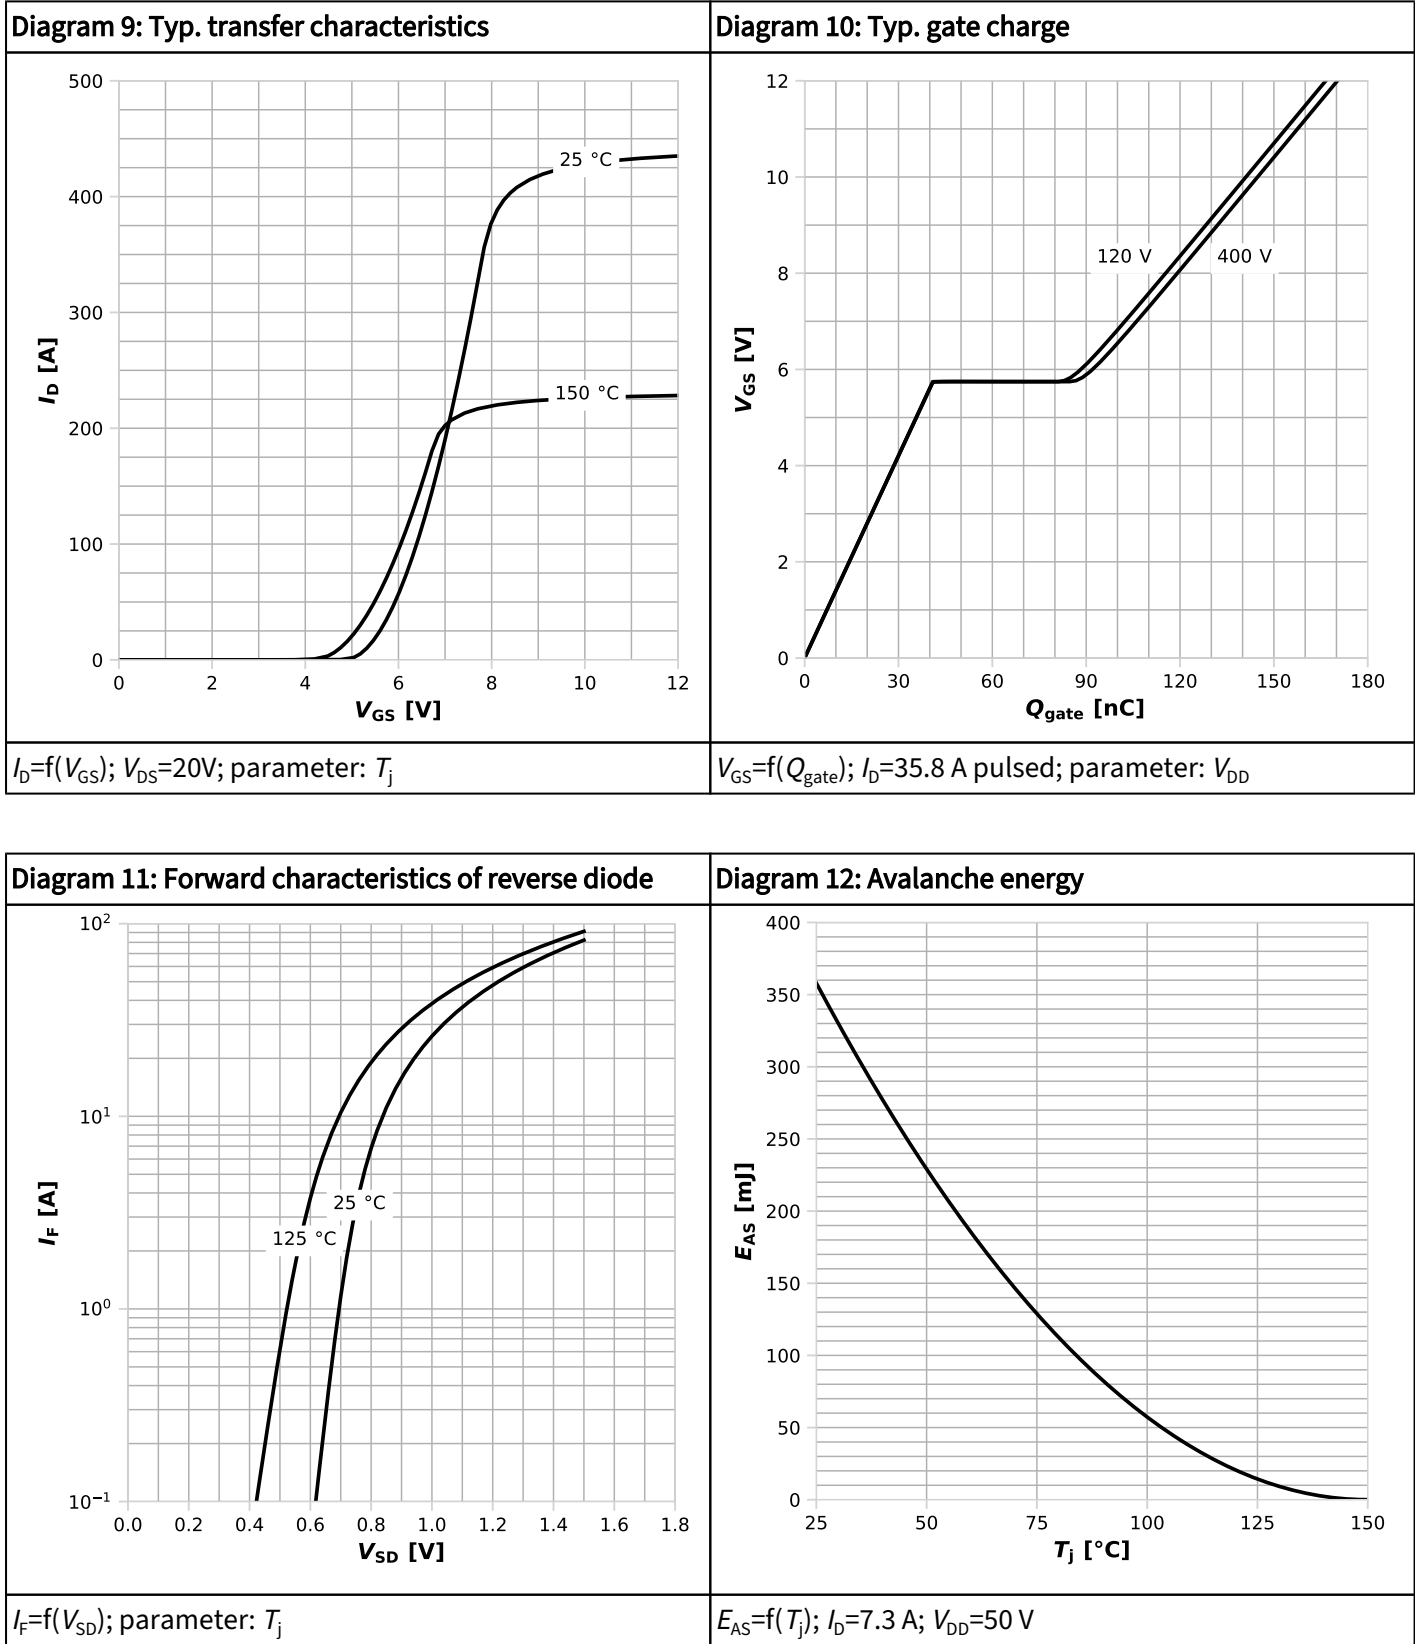 Diagram 9: Typ. transfer characteristics
500
400
300
200
100
0
0 2 4 6 8 10 12
25 °C
150 °C
I_D [A]
V_GS [V]
I_D=f(V_GS); V_DS=20V; parameter: T_j
Diagram 10: Typ. gate charge
12
10
8
6
4
2
0
0 30 60 90 120 150 180
120 V 400 V
V_GS [V]
Q_gate [nC]
V_GS=f(Q_gate); I_D=35.8 A pulsed; parameter: V_DD
Diagram 11: Forward characteristics of reverse diode
10²
10¹
10⁰
10⁻¹
0.0 0.2 0.4 0.6 0.8 1.0 1.2 1.4 1.6 1.8
25 °C
125 °C
I_F [A]
V_SD [V]
I_F=f(V_SD); parameter: T_j
Diagram 12: Avalanche energy
400
350
300
250
200
150
100
50
0
25 50 75 100 125 150
E_AS [mJ]
T_j [°C]
E_AS=f(T_j); I_D=7.3 A; V_DD=50 V